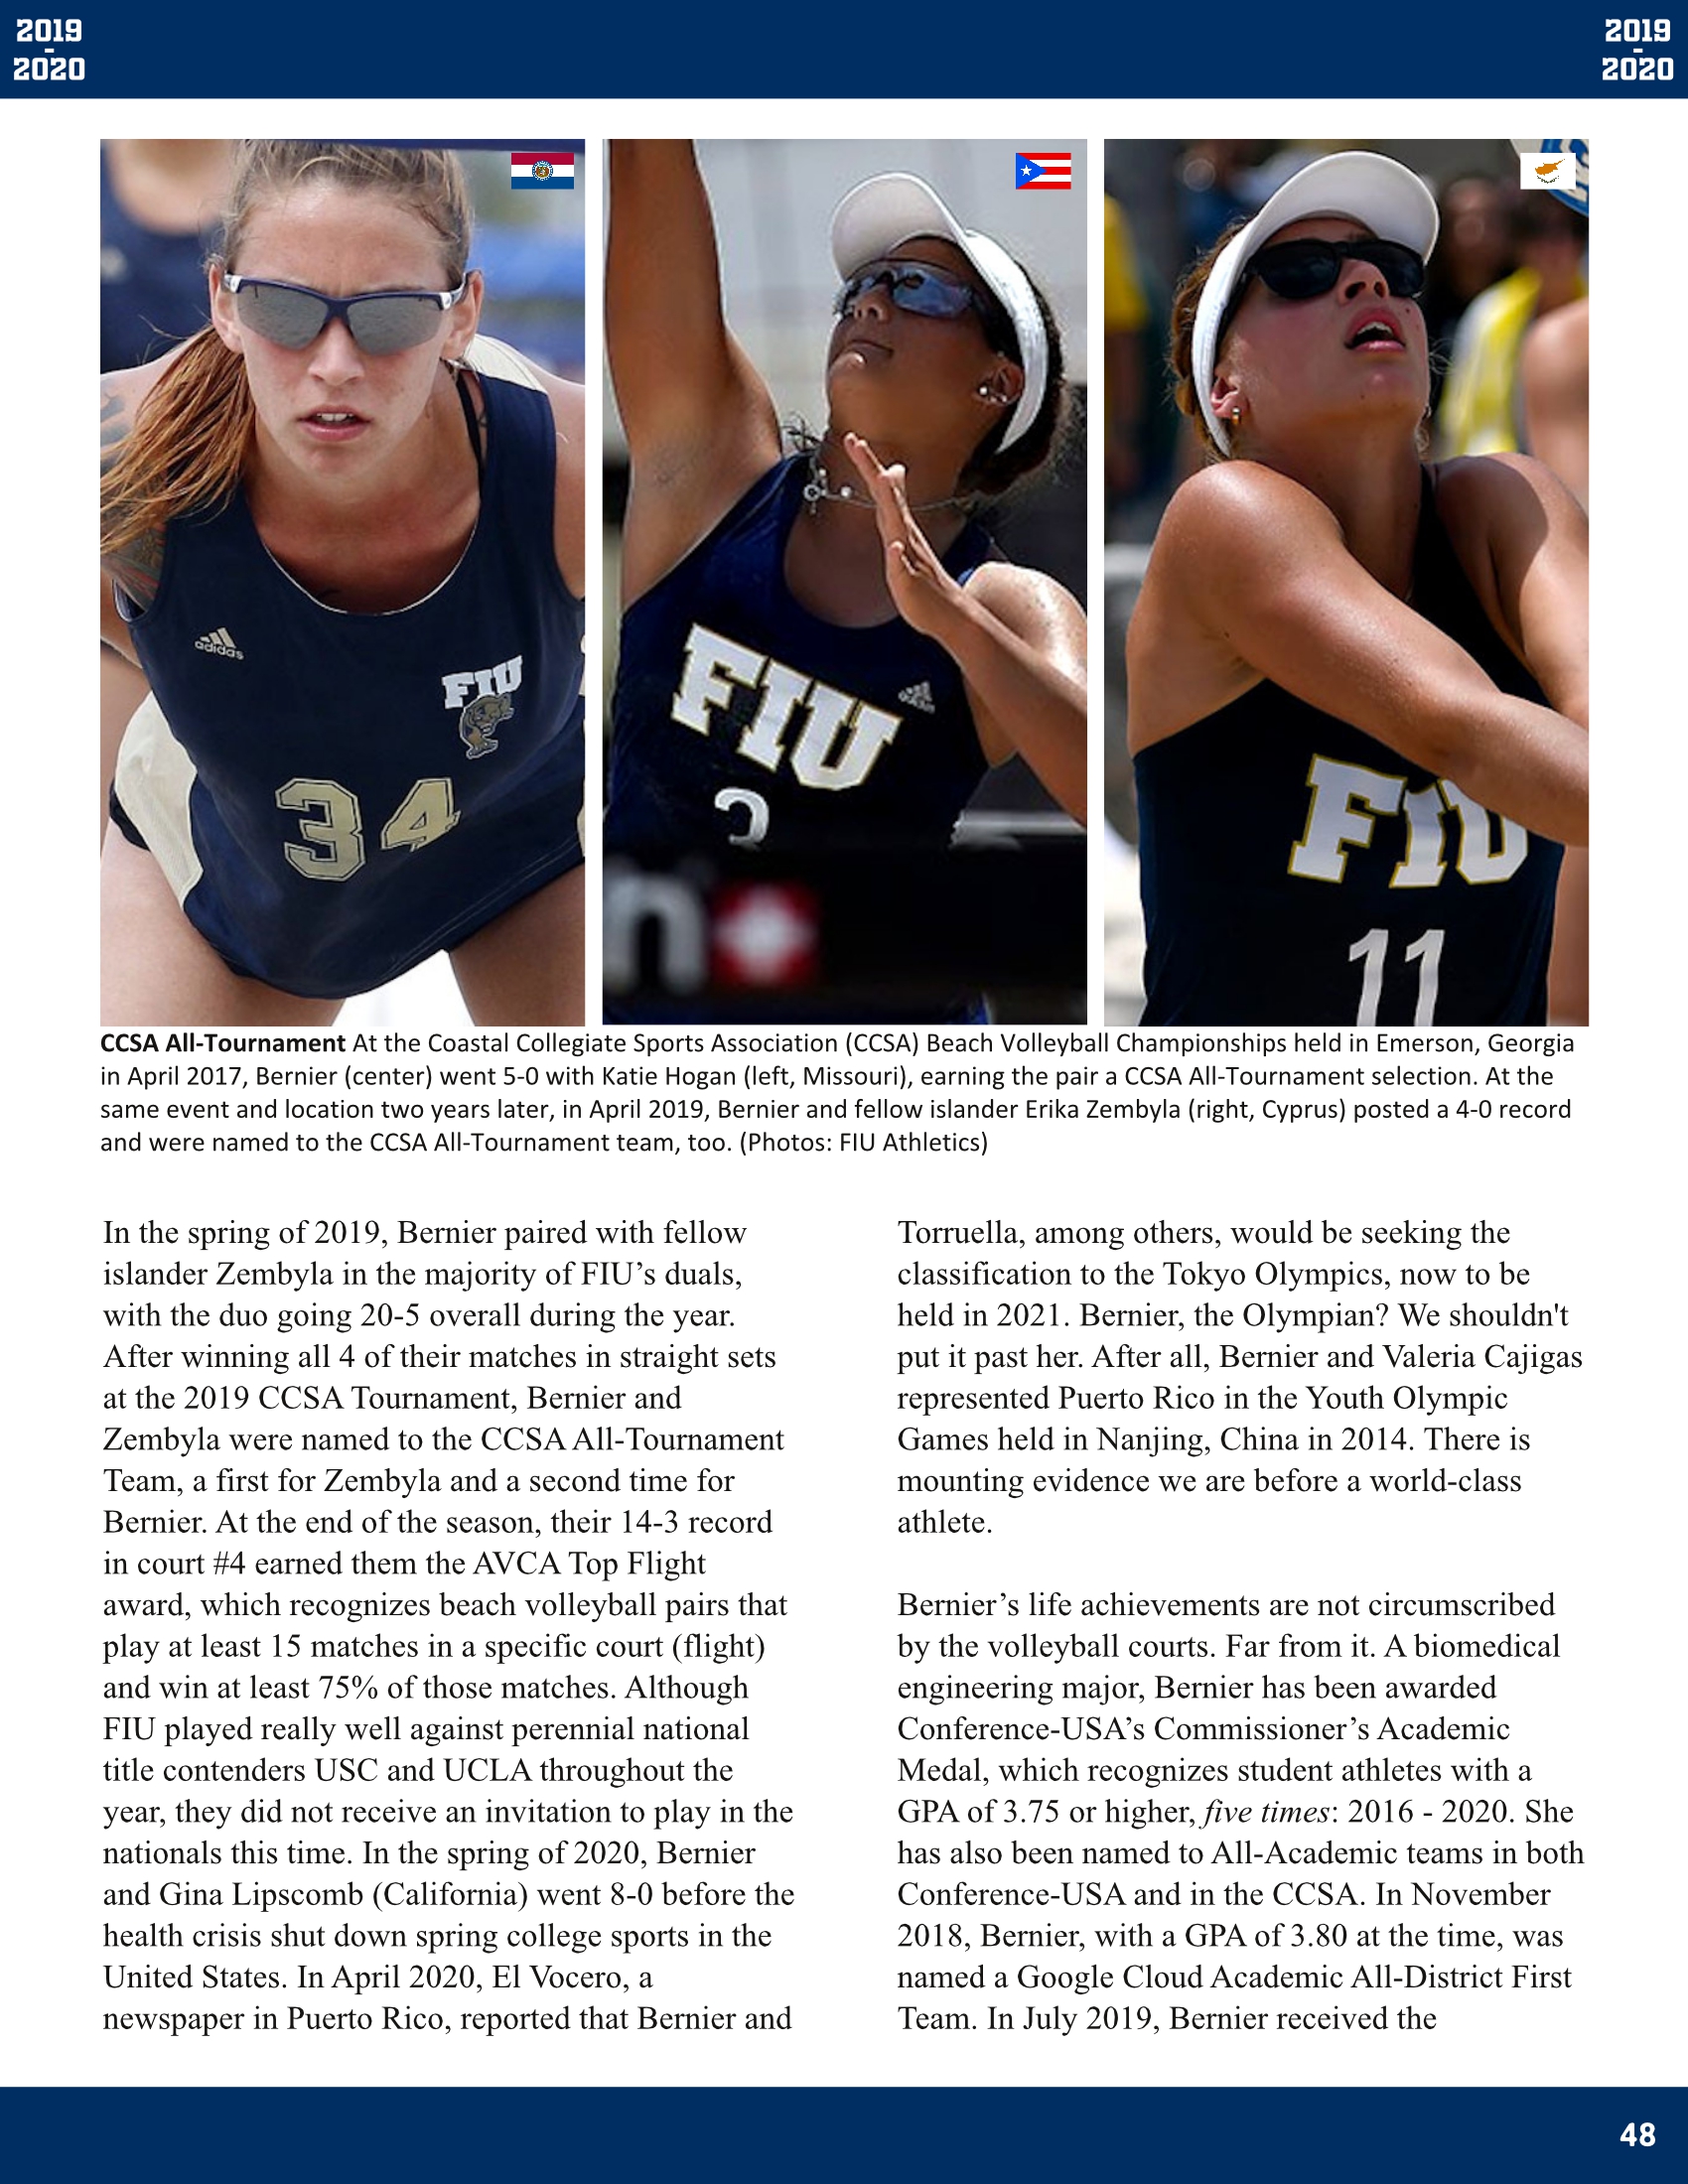 2019
-
2020
2019
-
2020
adidas
FIU
34
FIU
adidas
n
FIU
11
CCSA All-Tournament At the Coastal Collegiate Sports Association (CCSA) Beach Volleyball Championships held in Emerson, Georgia
in April 2017, Bernier (center) went 5-0 with Katie Hogan (left, Missouri), earning the pair a CCSA All-Tournament selection. At the
same event and location two years later, in April 2019, Bernier and fellow islander Erika Zembyla (right, Cyprus) posted a 4-0 record
and were named to the CCSA All-Tournament team, too. (Photos: FIU Athletics)
In the spring of 2019, Bernier paired with fellow
islander Zembyla in the majority of FIU’s duals,
with the duo going 20-5 overall during the year.
After winning all 4 of their matches in straight sets
at the 2019 CCSA Tournament, Bernier and
Zembyla were named to the CCSA All-Tournament
Team, a first for Zembyla and a second time for
Bernier. At the end of the season, their 14-3 record
in court #4 earned them the AVCA Top Flight
award, which recognizes beach volleyball pairs that
play at least 15 matches in a specific court (flight)
and win at least 75% of those matches. Although
FIU played really well against perennial national
title contenders USC and UCLA throughout the
year, they did not receive an invitation to play in the
nationals this time. In the spring of 2020, Bernier
and Gina Lipscomb (California) went 8-0 before the
health crisis shut down spring college sports in the
United States. In April 2020, El Vocero, a
newspaper in Puerto Rico, reported that Bernier and
Torruella, among others, would be seeking the
classification to the Tokyo Olympics, now to be
held in 2021. Bernier, the Olympian? We shouldn't
put it past her. After all, Bernier and Valeria Cajigas
represented Puerto Rico in the Youth Olympic
Games held in Nanjing, China in 2014. There is
mounting evidence we are before a world-class
athlete.
Bernier’s life achievements are not circumscribed
by the volleyball courts. Far from it. A biomedical
engineering major, Bernier has been awarded
Conference-USA’s Commissioner’s Academic
Medal, which recognizes student athletes with a
GPA of 3.75 or higher, five times: 2016 - 2020. She
has also been named to All-Academic teams in both
Conference-USA and in the CCSA. In November
2018, Bernier, with a GPA of 3.80 at the time, was
named a Google Cloud Academic All-District First
Team. In July 2019, Bernier received the
48